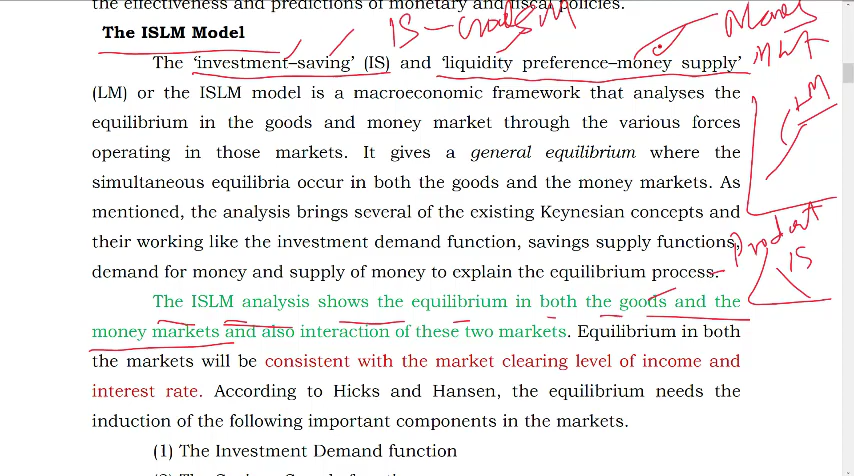 the effectiveness and predictions of monetary and fiscal policies.
The ISLM Model
IS – LM
Money
MKT
The ‘investment–saving’ (IS) and ‘liquidity preference–money supply’
(LM) or the ISLM model is a macroeconomic framework that analyses the
LM
equilibrium in the goods and money market through the various forces
operating in those markets. It gives a general equilibrium where the
simultaneous equilibria occur in both the goods and the money markets. As
mentioned, the analysis brings several of the existing Keynesian concepts and
their working like the investment demand function, savings supply functions,
Product
IS
demand for money and supply of money to explain the equilibrium process.
The ISLM analysis shows the equilibrium in both the goods and the
money markets and also interaction of these two markets. Equilibrium in both
the markets will be consistent with the market clearing level of income and
interest rate. According to Hicks and Hansen, the equilibrium needs the
induction of the following important components in the markets.
(1) The Investment Demand function